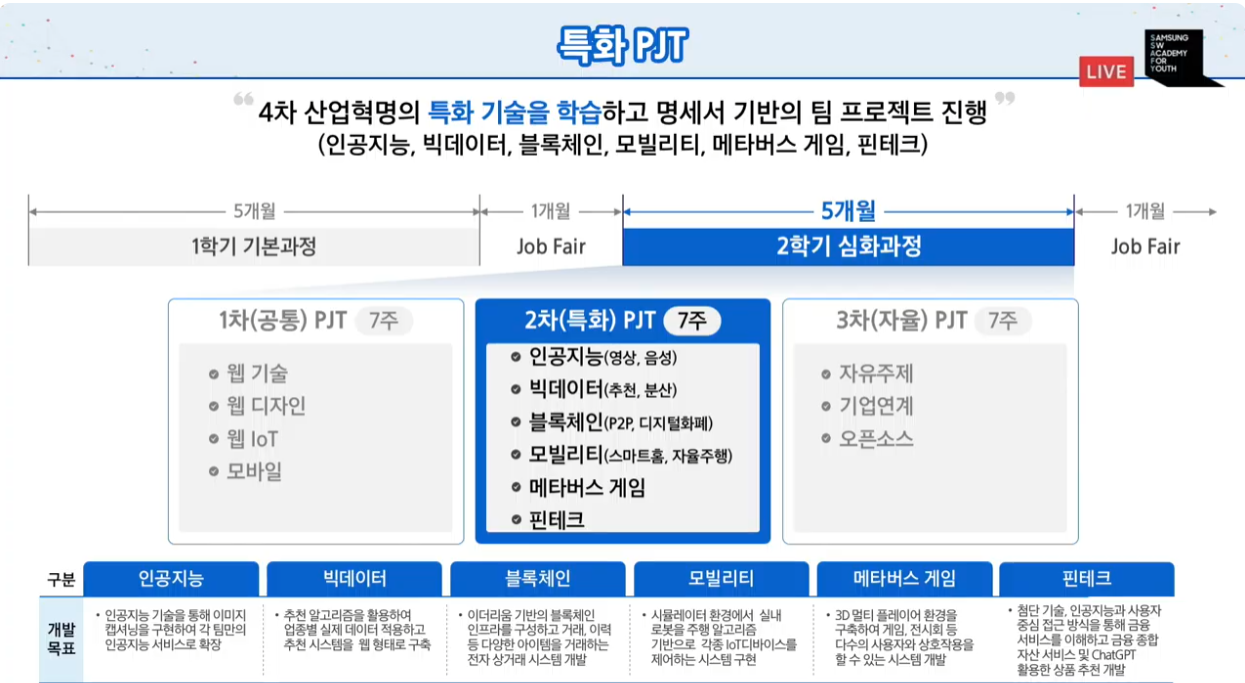 특화 PJT
LIVE
SAMSUNG
SW
ACADEMY
FOR
YOUTH
“ 4차 산업혁명의 특화 기술을 학습하고 명세서 기반의 팀 프로젝트 진행 ”
(인공지능, 빅데이터, 블록체인, 모빌리티, 메타버스 게임, 핀테크)
5개월 1개월 5개월 1개월
1학기 기본과정 Job Fair 2학기 심화과정 Job Fair
1차(공통) PJT 7주
웹 기술
웹 디자인
웹 IoT
모바일
2차(특화) PJT 7주
인공지능(영상, 음성)
빅데이터(추천, 분산)
블록체인(P2P, 디지털화폐)
모빌리티(스마트홈, 자율주행)
메타버스 게임
핀테크
3차(자율) PJT 7주
자유주제
기업연계
오픈소스
구분 인공지능 빅데이터 블록체인 모빌리티 메타버스 게임 핀테크
개발
목표
• 인공지능 기술을 통해 이미지
캡셔닝을 구현하여 각 팀만의
인공지능 서비스로 확장
• 추천 알고리즘을 활용하여
업종별 실제 데이터 적용하고
추천 시스템을 웹 형태로 구축
• 이더리움 기반의 블록체인
인프라를 구성하고 거래, 이력
등 다양한 아이템을 거래하는
전자 상거래 시스템 개발
• 시뮬레이터 환경에서 실내
로봇을 주행 알고리즘
기반으로 각종 IoT디바이스를
제어하는 시스템 구현
• 3D 멀티 플레이어 환경을
구축하여 게임, 전시회 등
다수의 사용자와 상호작용을
할 수 있는 시스템 개발
• 첨단 기술, 인공지능과 사용자
중심 접근 방식을 통해 금융
서비스를 이해하고 금융 종합
자산 서비스 및 ChatGPT
활용한 상품 추천 개발